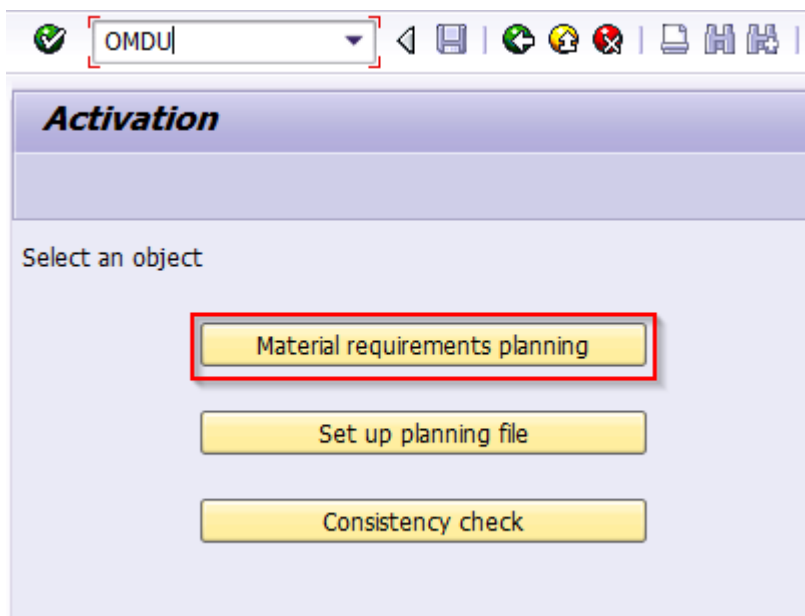 OMDU
Activation
Select an object
Material requirements planning
Set up planning file
Consistency check